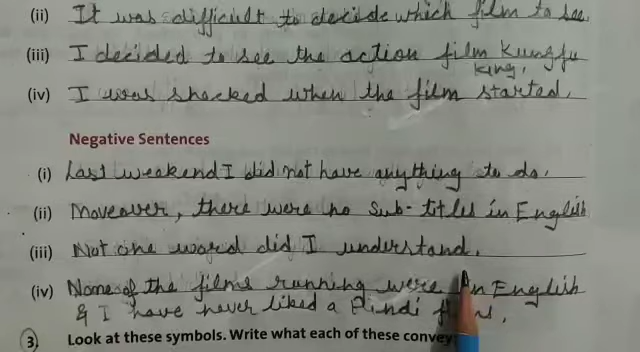 (ii) It was difficult to decide which film to see.
(iii) I decided to see the action film Kungfu
King.
(iv) I was shocked when the film started.
Negative Sentences
(i) Last weekend I did not have anything to do.
(ii) Moveover, there were no sub-titles in English
(iii) Not one word did I understand.
(iv) None of the films running were in English
& I have never liked a Hindi
3 Look at these symbols. Write what each of these convey